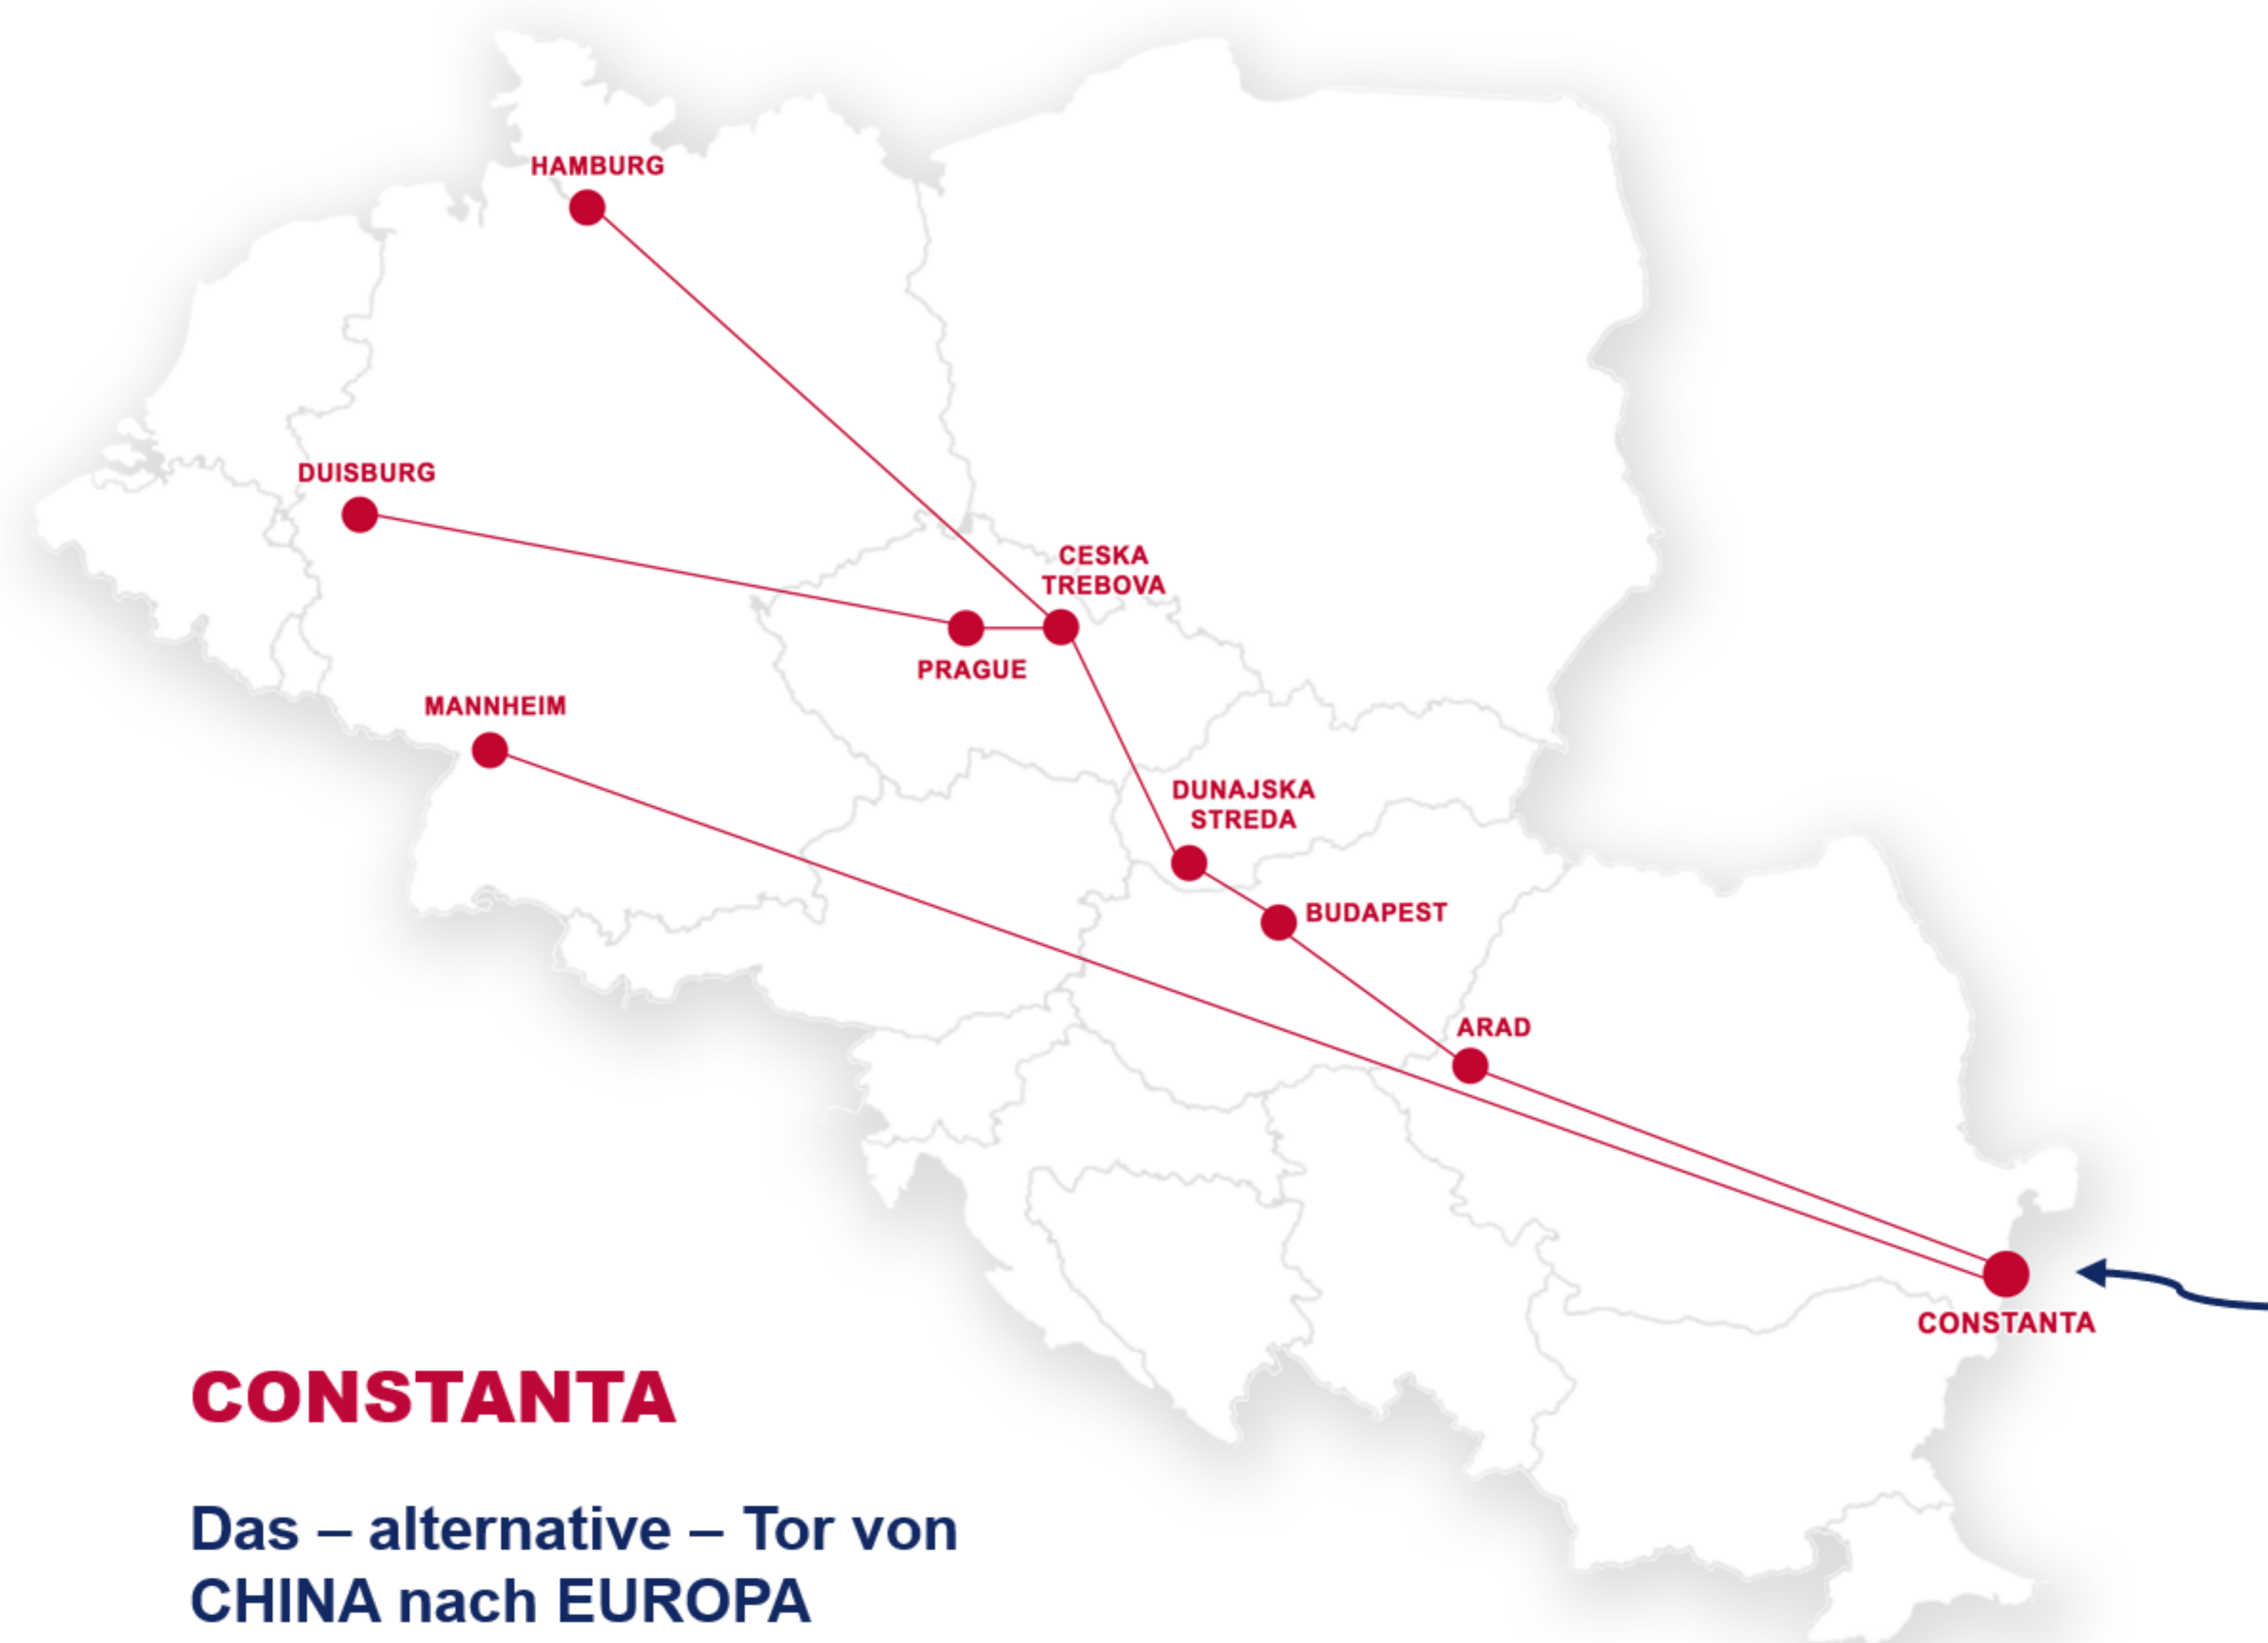 HAMBURG
DUISBURG
CESKA
TREBOVA
PRAGUE
MANNHEIM
DUNAJSKA
STREDA
BUDAPEST
ARAD
CONSTANTA
CONSTANTA
Das – alternative – Tor von
CHINA nach EUROPA